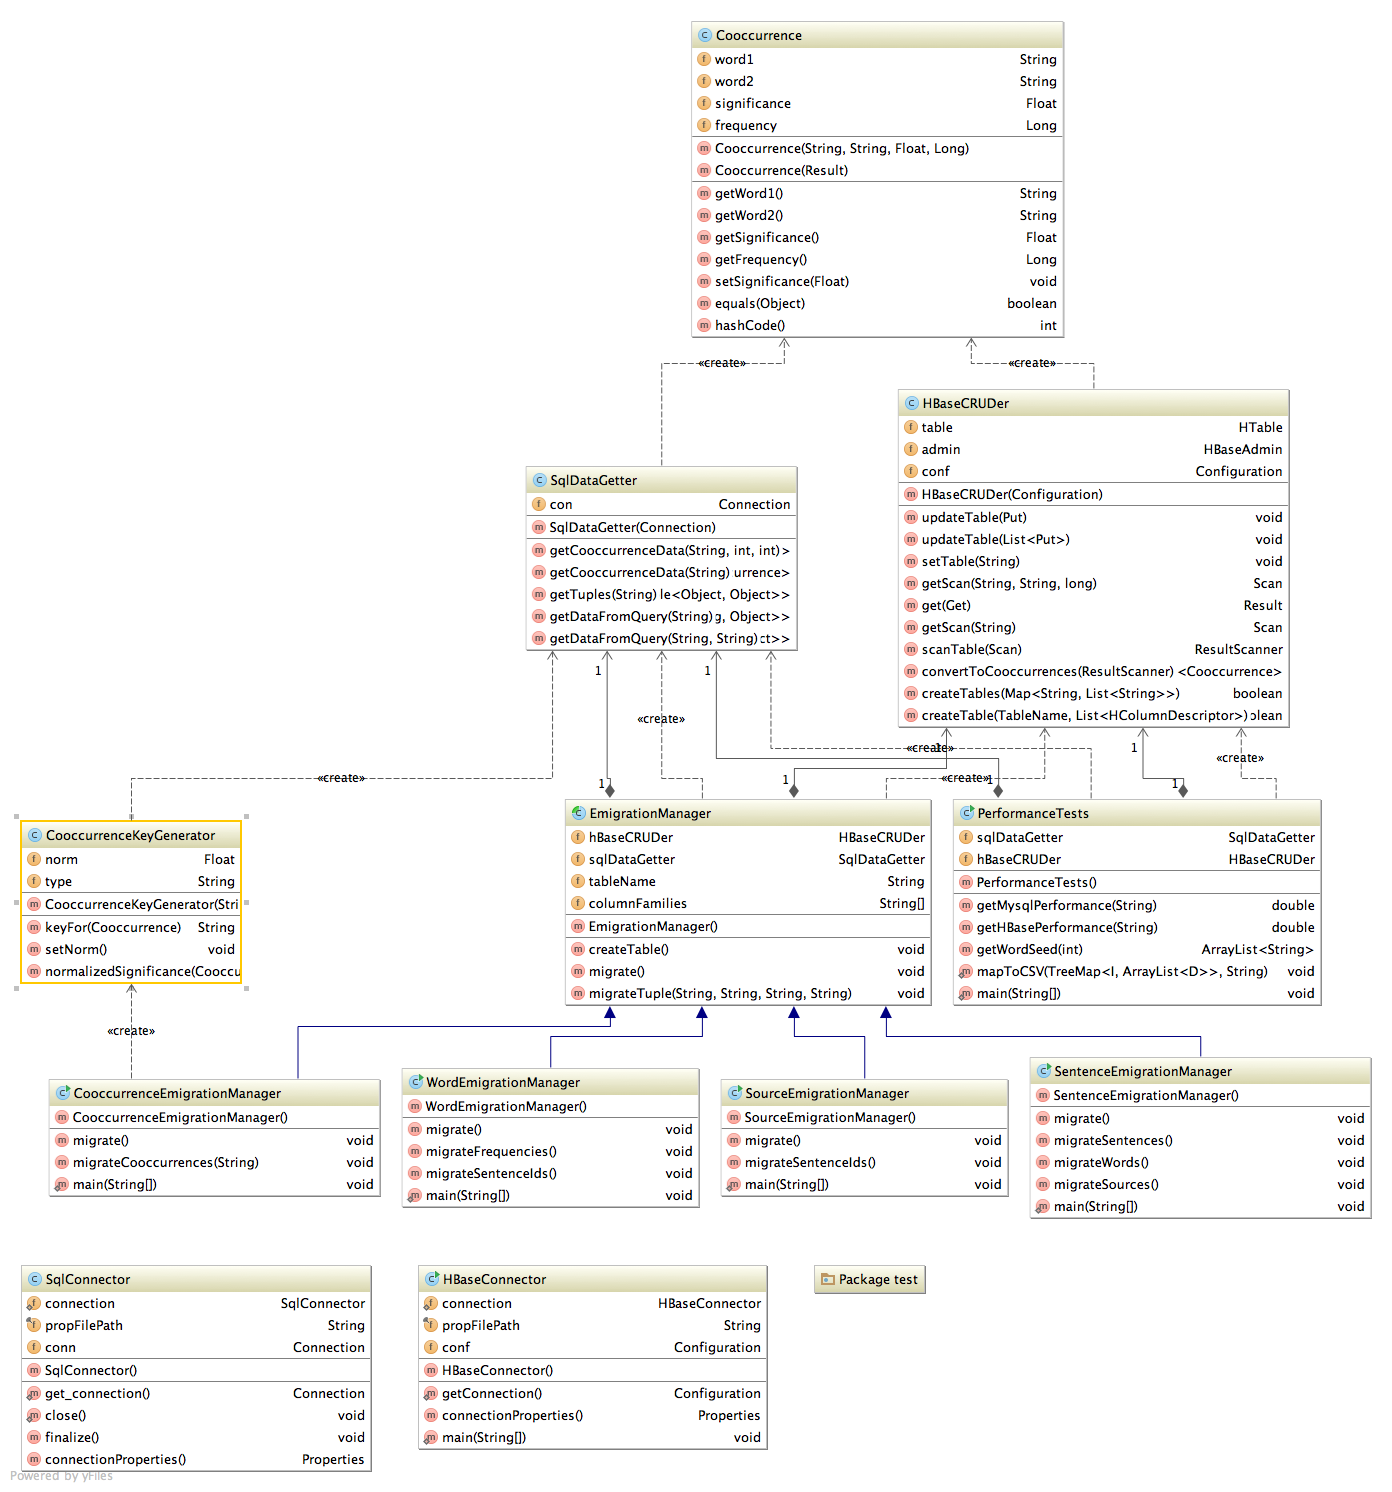 Cooccurrence
word1 String
word2 String
significance Float
frequency Long
Cooccurrence(String, String, Float, Long)
Cooccurrence(Result)
getWord1() String
getWord2() String
getSignificance() Float
getFrequency() Long
setSignificance(Float) void
equals(Object) boolean
hashCode() int
«create»
«create»
HBaseCRUDer
table HTable
admin HBaseAdmin
conf Configuration
HBaseCRUDer(Configuration)
updateTable(Put) void
updateTable(List<Put>) void
setTable(String) void
getScan(String, String, long) Scan
get(Get) Result
getScan(String) Scan
scanTable(Scan) ResultScanner
convertToCooccurrences(ResultScanner) <Cooccurrence>
createTables(Map<String, List<String>>) boolean
createTable(TableName, List<HColumnDescriptor>) olean
SqlDataGetter
con Connection
SqlDataGetter(Connection)
getCooccurrenceData(String, int, int) >
getCooccurrenceData(String) urrence>
getTuples(String) le<Object, Object>>
getDataFromQuery(String) g, Object>>
getDataFromQuery(String, String) ct>>
1
1
«create»
«create»
1
1
«create»
«create»
1
1
«create»
1
1
CooccurrenceKeyGenerator
norm Float
type String
CooccurrenceKeyGenerator(Stri
keyFor(Cooccurrence) String
setNorm() void
normalizedSignificance(Cooccu
EmigrationManager
hBaseCRUDer HBaseCRUDer
sqlDataGetter SqlDataGetter
tableName String
columnFamilies String[]
EmigrationManager()
createTable() void
migrate() void
migrateTuple(String, String, String, String) void
PerformanceTests
sqlDataGetter SqlDataGetter
hBaseCRUDer HBaseCRUDer
PerformanceTests()
getMysqlPerformance(String) double
getHBasePerformance(String) double
getWordSeed(int) ArrayList<String>
mapToCSV(TreeMap<I, ArrayList<D>>, String) void
main(String[]) void
«create»
CooccurrenceEmigrationManager
CooccurrenceEmigrationManager()
migrate() void
migrateCooccurrences(String) void
main(String[]) void
WordEmigrationManager
WordEmigrationManager()
migrate() void
migrateFrequencies() void
migrateSentenceIds() void
main(String[]) void
SourceEmigrationManager
SourceEmigrationManager()
migrate() void
migrateSentenceIds() void
main(String[]) void
SentenceEmigrationManager
SentenceEmigrationManager()
migrate() void
migrateSentences() void
migrateWords() void
migrateSources() void
main(String[]) void
SqlConnector
connection SqlConnector
propFilePath String
conn Connection
SqlConnector()
get_connection() Connection
close() void
finalize() void
connectionProperties() Properties
HBaseConnector
connection HBaseConnector
propFilePath String
conf Configuration
HBaseConnector()
getConnection() Configuration
connectionProperties() Properties
main(String[]) void
Package test
Powered by yFiles